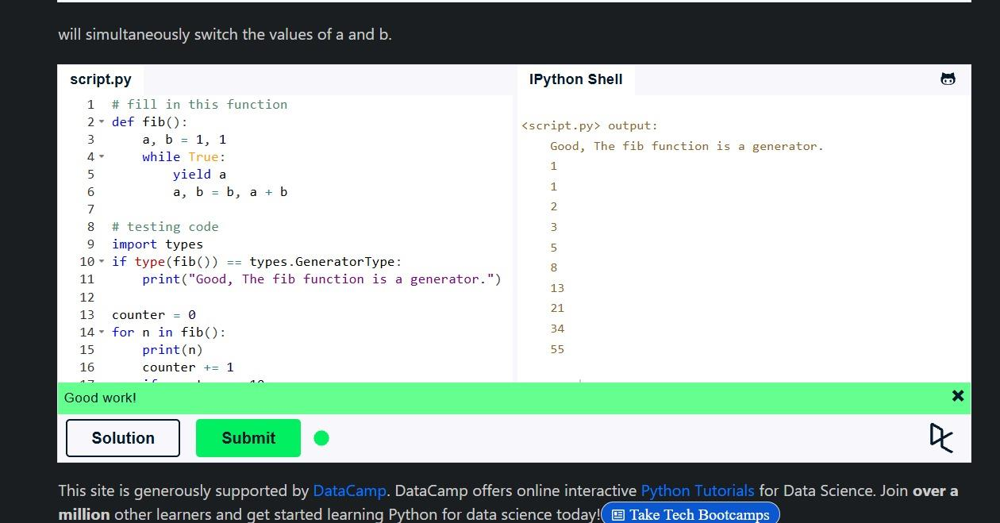 will simultaneously switch the values of a and b.
script.py
1 # fill in this function
2 def fib():
3     a, b = 1, 1
4     while True:
5         yield a
6         a, b = b, a + b
7
8 # testing code
9 import types
10 if type(fib()) == types.GeneratorType:
11     print("Good, The fib function is a generator.")
12
13 counter = 0
14 for n in fib():
15     print(n)
16     counter += 1
IPython Shell
<script.py> output:
Good, The fib function is a generator.
1
1
2
3
5
8
13
21
34
55
Good work!
Solution
Submit
This site is generously supported by DataCamp. DataCamp offers online interactive Python Tutorials for Data Science. Join over a
million other learners and get started learning Python for data science today! Take Tech Bootcamps